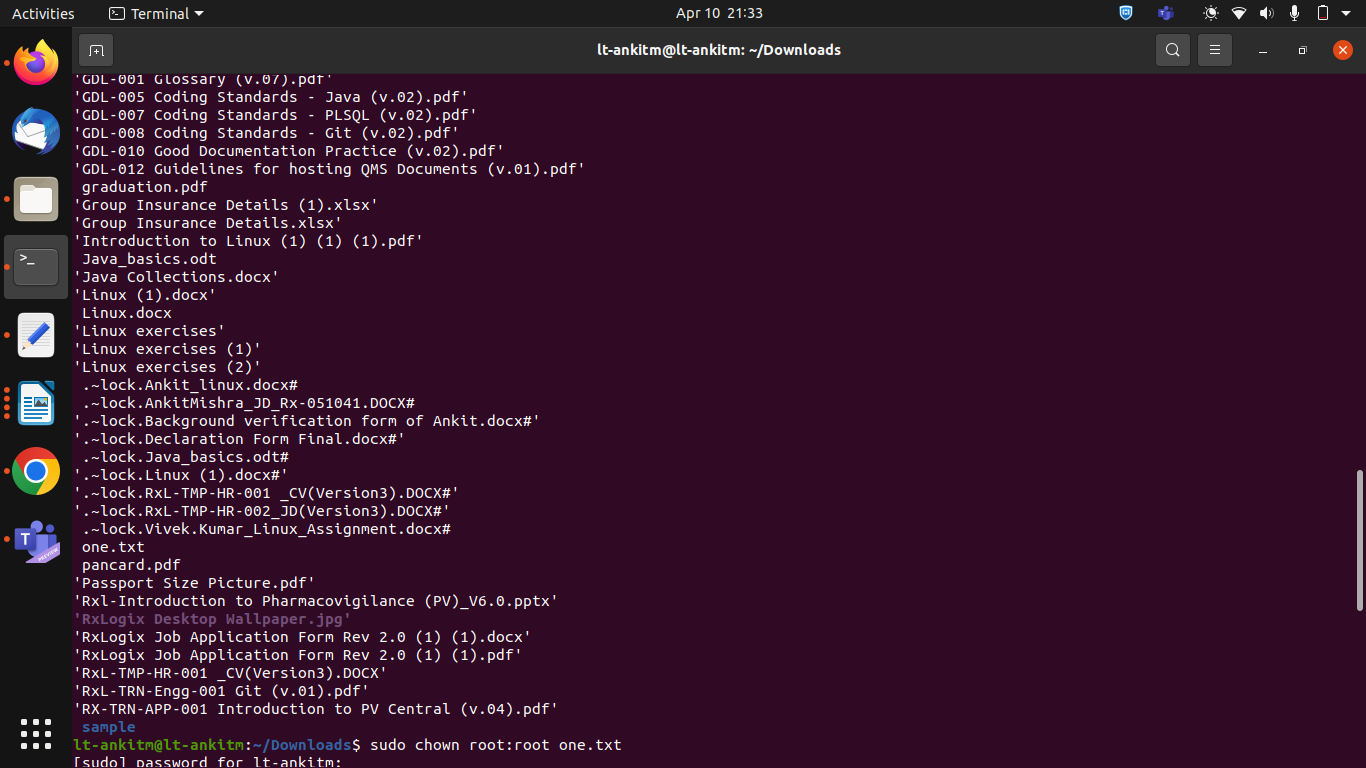 Activities
Terminal
Apr 10 21:33
lt-ankitm@lt-ankitm: ~/Downloads
'GDL-001 Glossary (v.07).pdf'
'GDL-005 Coding Standards - Java (v.02).pdf'
'GDL-007 Coding Standards - PLSQL (v.02).pdf'
'GDL-008 Coding Standards - Git (v.02).pdf'
'GDL-010 Good Documentation Practice (v.02).pdf'
'GDL-012 Guidelines for hosting QMS Documents (v.01).pdf'
graduation.pdf
'Group Insurance Details (1).xlsx'
'Group Insurance Details.xlsx'
'Introduction to Linux (1) (1) (1).pdf'
Java_basics.odt
'Java Collections.docx'
'Linux (1).docx'
Linux.docx
'Linux exercises'
'Linux exercises (1)'
'Linux exercises (2)'
.~lock.Ankit_linux.docx#
.~lock.AnkitMishra_JD_Rx-051041.DOCX#
'.~lock.Background verification form of Ankit.docx#'
'.~lock.Declaration Form Final.docx#'
.~lock.Java_basics.odt#
'.~lock.Linux (1).docx#'
'.~lock.RxL-TMP-HR-001 _CV(Version3).DOCX#'
'.~lock.RxL-TMP-HR-002_JD(Version3).DOCX#'
.~lock.Vivek.Kumar_Linux_Assignment.docx#
one.txt
pancard.pdf
'Passport Size Picture.pdf'
'Rxl-Introduction to Pharmacovigilance (PV)_V6.0.pptx'
'RxLogix Desktop Wallpaper.jpg'
'RxLogix Job Application Form Rev 2.0 (1) (1).docx'
'RxLogix Job Application Form Rev 2.0 (1) (1).pdf'
'RxL-TMP-HR-001 _CV(Version3).DOCX'
'RxL-TRN-Engg-001 Git (v.01).pdf'
'RX-TRN-APP-001 Introduction to PV Central (v.04).pdf'
sample
lt-ankitm@lt-ankitm:~/Downloads$ sudo chown root:root one.txt
[sudo] password for lt-ankitm: